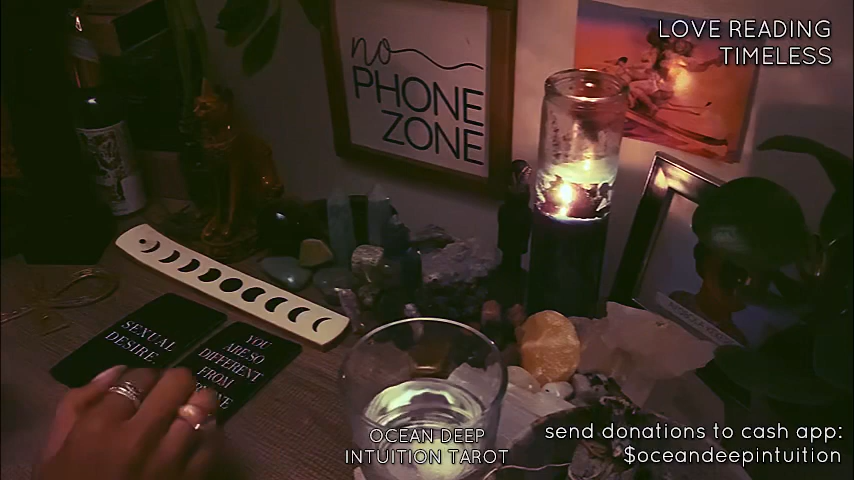 LOVE READING
TIMELESS
no
PHONE
ZONE
SEXUAL
DESIRE.
YOU
ARE SO
DIFFERENT
FROM
OCEAN DEEP
INTUITION TAROT
send donations to cash app:
$oceandeepintuition